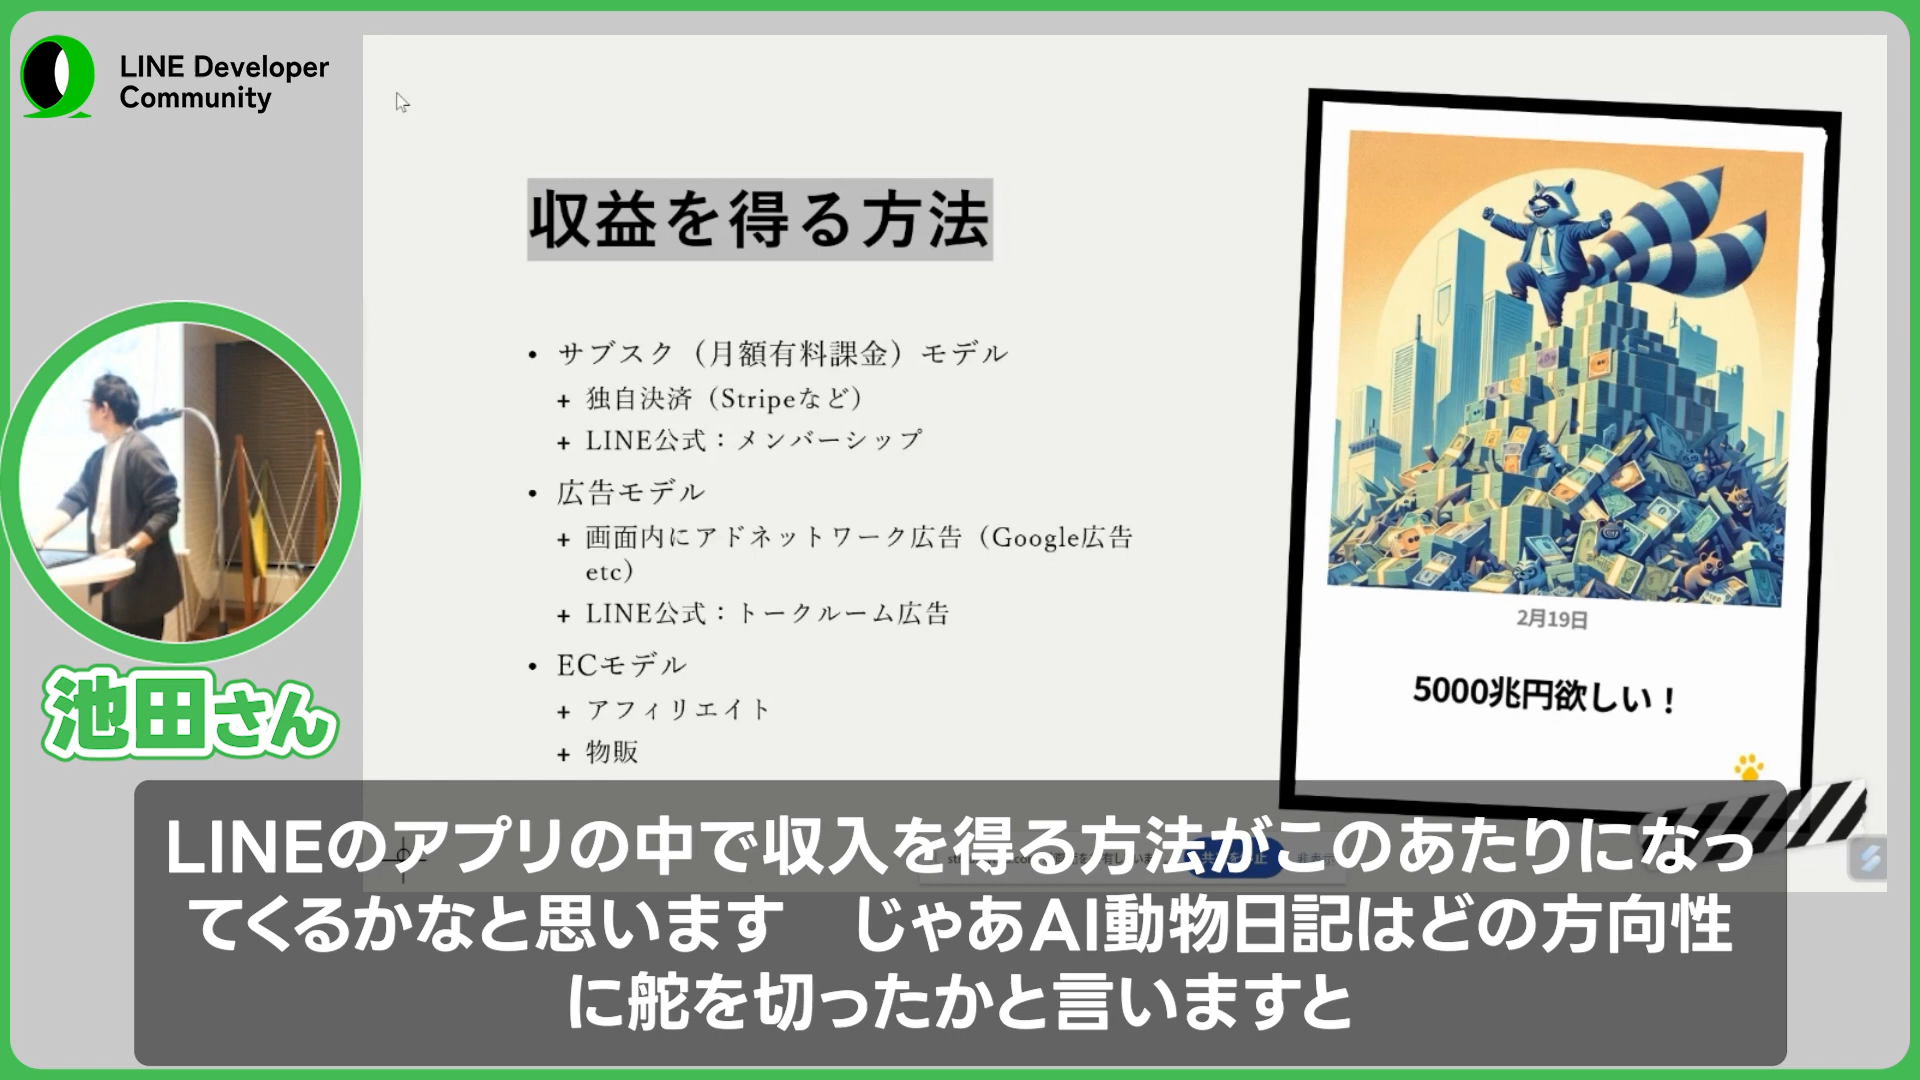 LINE Developer
Community
収益を得る方法
• サブスク（月額有料課金）モデル
+ 独自決済（Stripeなど）
+ LINE公式：メンバーシップ
• 広告モデル
+ 画面内にアドネットワーク広告（Google広告
etc）
+ LINE公式：トークルーム広告
• ECモデル
+ アフィリエイト
+ 物販
2月19日
5000兆円欲しい！
池田さん
LINEのアプリの中で収入を得る方法がこのあたりになっ
てくるかなと思います　じゃあAI動物日記はどの方向性
に舵を切ったかと言いますと